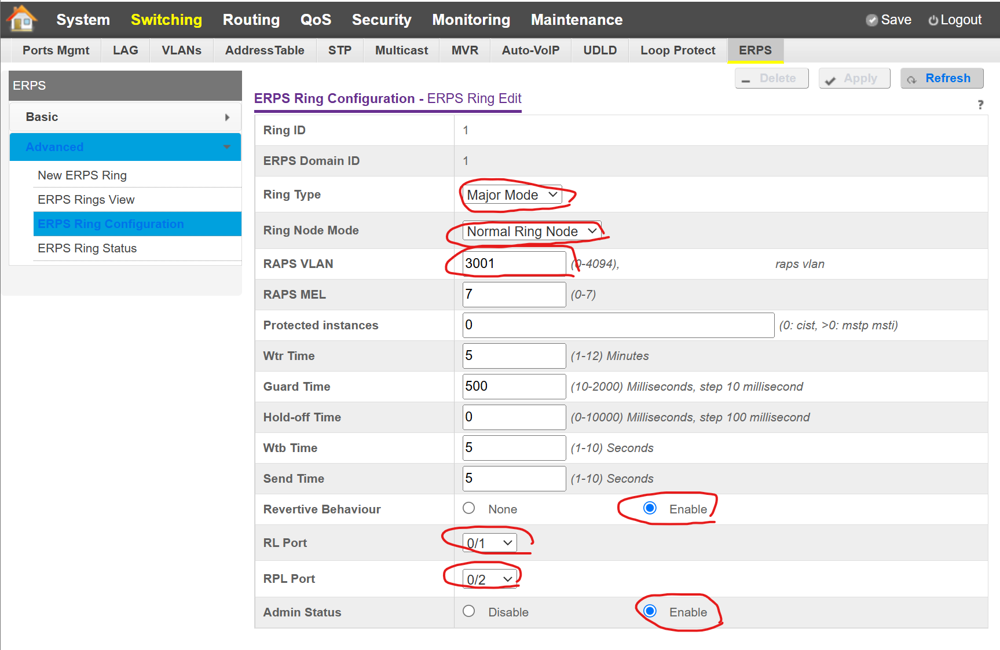 System Switching Routing QoS Security Monitoring Maintenance Save Logout
Ports Mgmt LAG VLANs AddressTable STP Multicast MVR Auto-VoIP UDLD Loop Protect ERPS
Delete Apply Refresh
ERPS
Basic
Advanced
New ERPS Ring
ERPS Rings View
ERPS Ring Configuration
ERPS Ring Status
ERPS Ring Configuration - ERPS Ring Edit
?
Ring ID 1
ERPS Domain ID 1
Ring Type Major Mode
Ring Node Mode Normal Ring Node
RAPS VLAN 3001 (0-4094), raps vlan
RAPS MEL 7 (0-7)
Protected instances 0 (0: cist, >0: mstp msti)
Wtr Time 5 (1-12) Minutes
Guard Time 500 (10-2000) Milliseconds, step 10 millisecond
Hold-off Time 0 (0-10000) Milliseconds, step 100 millisecond
Wtb Time 5 (1-10) Seconds
Send Time 5 (1-10) Seconds
Revertive Behaviour None Enable
RL Port 0/1
RPL Port 0/2
Admin Status Disable Enable